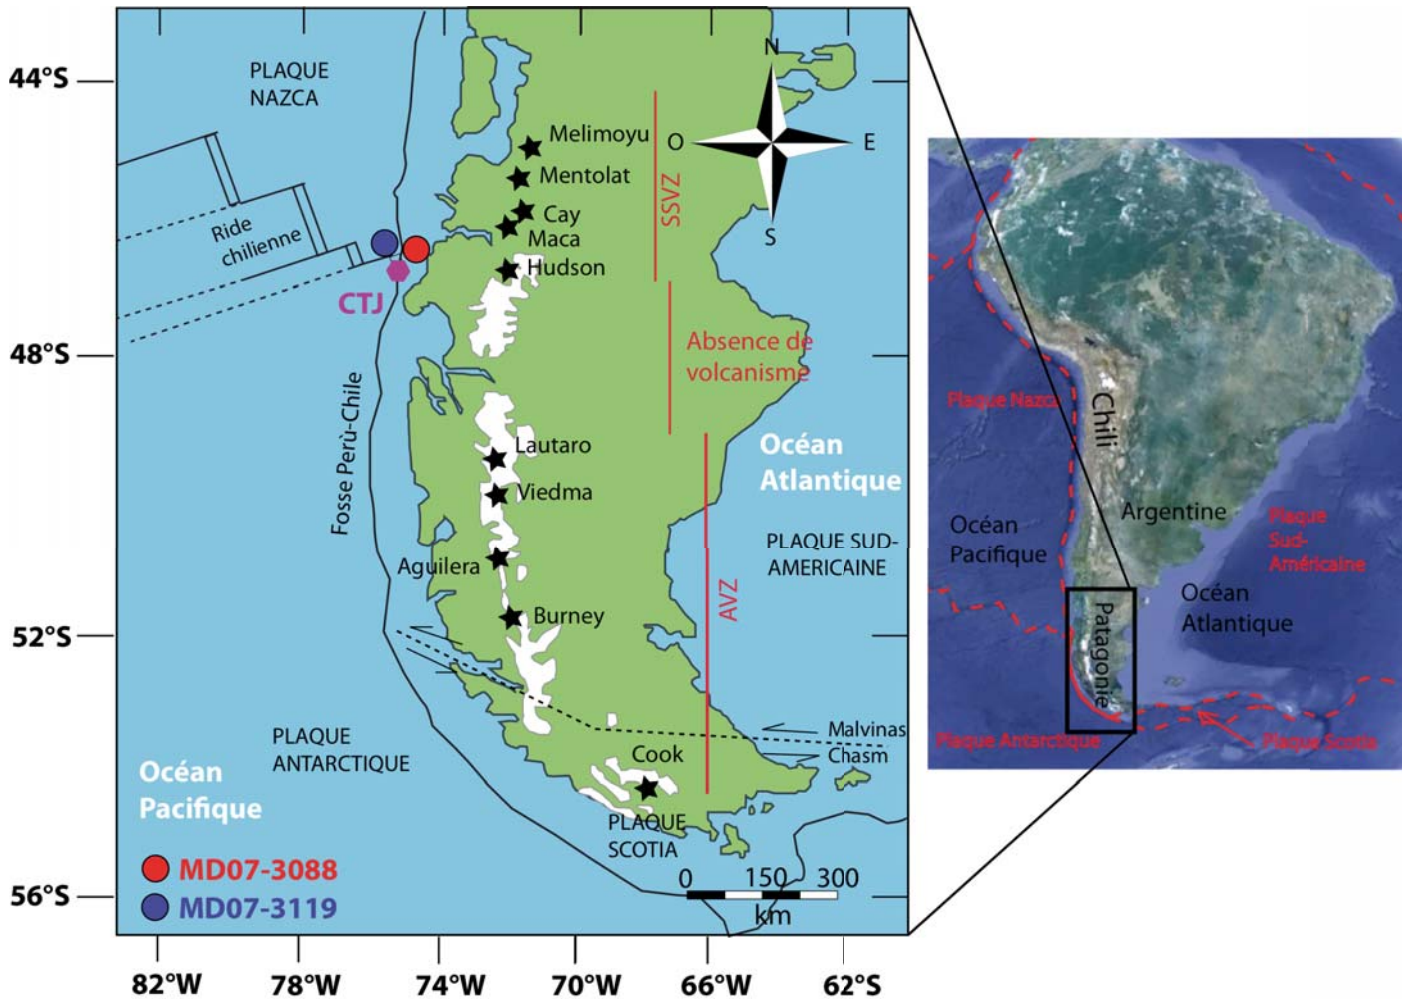 44°S
48°S
52°S
56°S
82°W
78°W
74°W
70°W
66°W
62°W
PLAQUE
NAZCA
Ride
chilienne
CTJ
Fosse Perù-Chile
PLAQUE
ANTARCTIQUE
Océan
Pacifique
MD07-3088
MD07-3119
Melimoyu
Mentolat
Cay
Maca
Hudson
Lautaro
Viedma
Aguilera
Burney
Cook
PLAQUE
SCOTIA
SSVZ
Absence de
volcanisme
AVZ
N
O
E
S
Océan
Atlantique
PLAQUE SUD-
AMERICAINE
Malvinas
Chasm
0 150 300
km
Plaque Nazca
Chili
Argentine
Océan
Pacifique
Plaque
Sud-
Américaine
Océan
Atlantique
Patagonie
Plaque Antarctique
Plaque Scotia